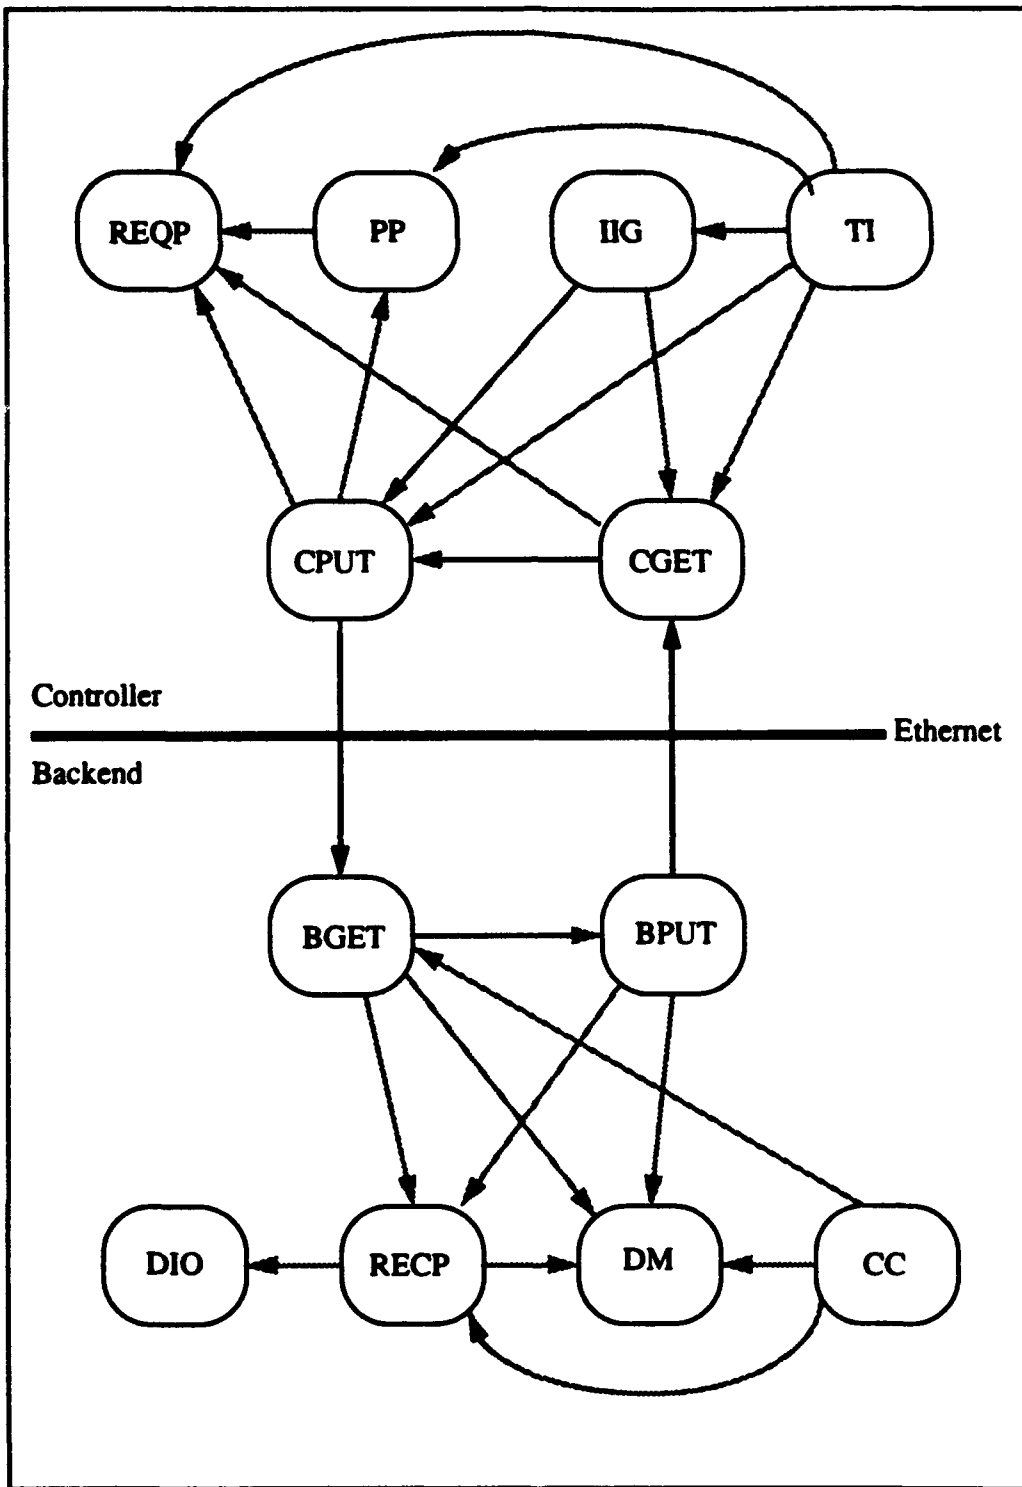 REQP
PP
IIG
TI
CPUT
CGET
Controller
Ethernet
Backend
BGET
BPUT
DIO
RECP
DM
CC